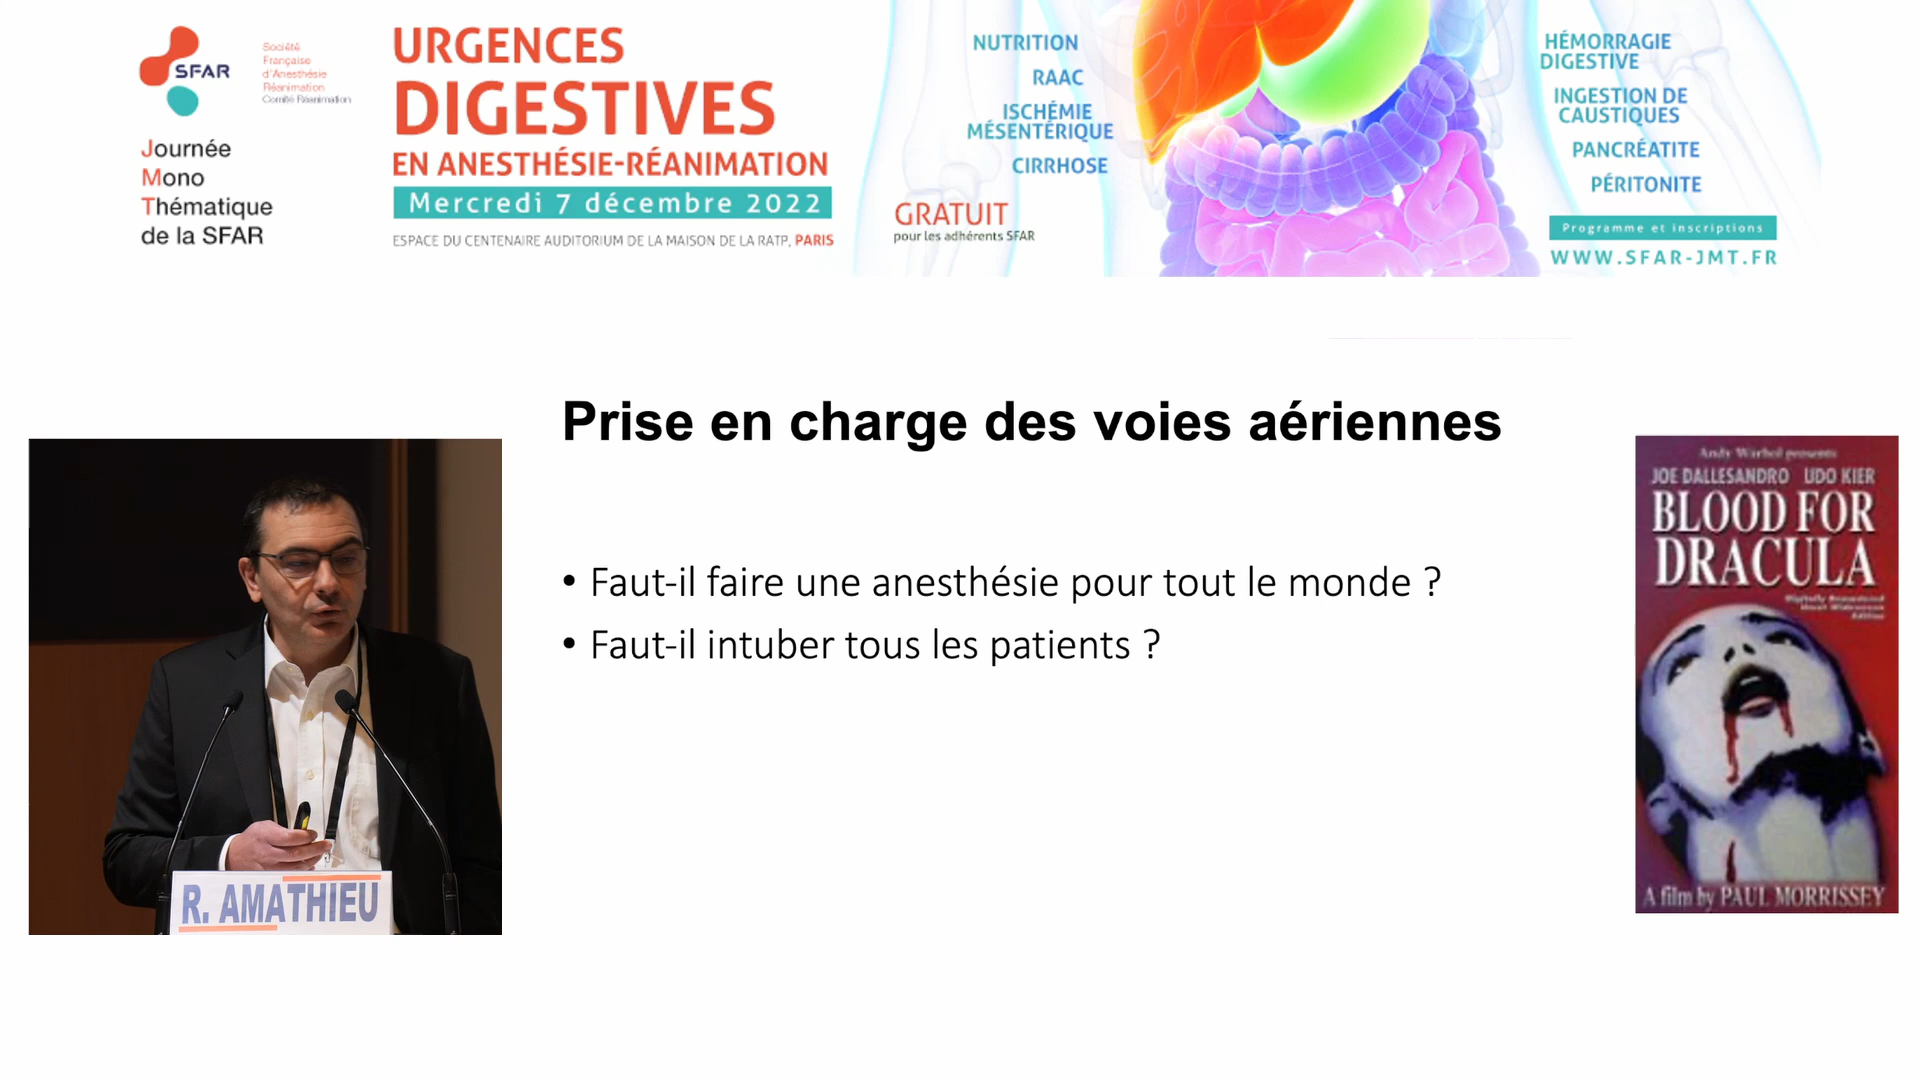 SFAR
Société
Française
d'Anesthésie
Réanimation
Comité Réanimation
Journée
Mono
Thématique
de la SFAR
URGENCES
DIGESTIVES
EN ANESTHÉSIE-RÉANIMATION
Mercredi 7 décembre 2022
ESPACE DU CENTENAIRE AUDITORIUM DE LA MAISON DE LA RATP, PARIS
NUTRITION
RAAC
ISCHÉMIE
MÉSENTÉRIQUE
CIRRHOSE
GRATUIT
pour les adhérents SFAR
HÉMORRAGIE
DIGESTIVE
INGESTION DE
CAUSTIQUES
PANCRÉATITE
PÉRITONITE
Programme et inscriptions
WWW.SFAR-JMT.FR
Prise en charge des voies aériennes
• Faut-il faire une anesthésie pour tout le monde ?
• Faut-il intuber tous les patients ?
R. AMATHIEU
Andy Warhol presents
JOE DALLESANDRO UDO KIER
BLOOD FOR
DRACULA
A film by PAUL MORRISSEY